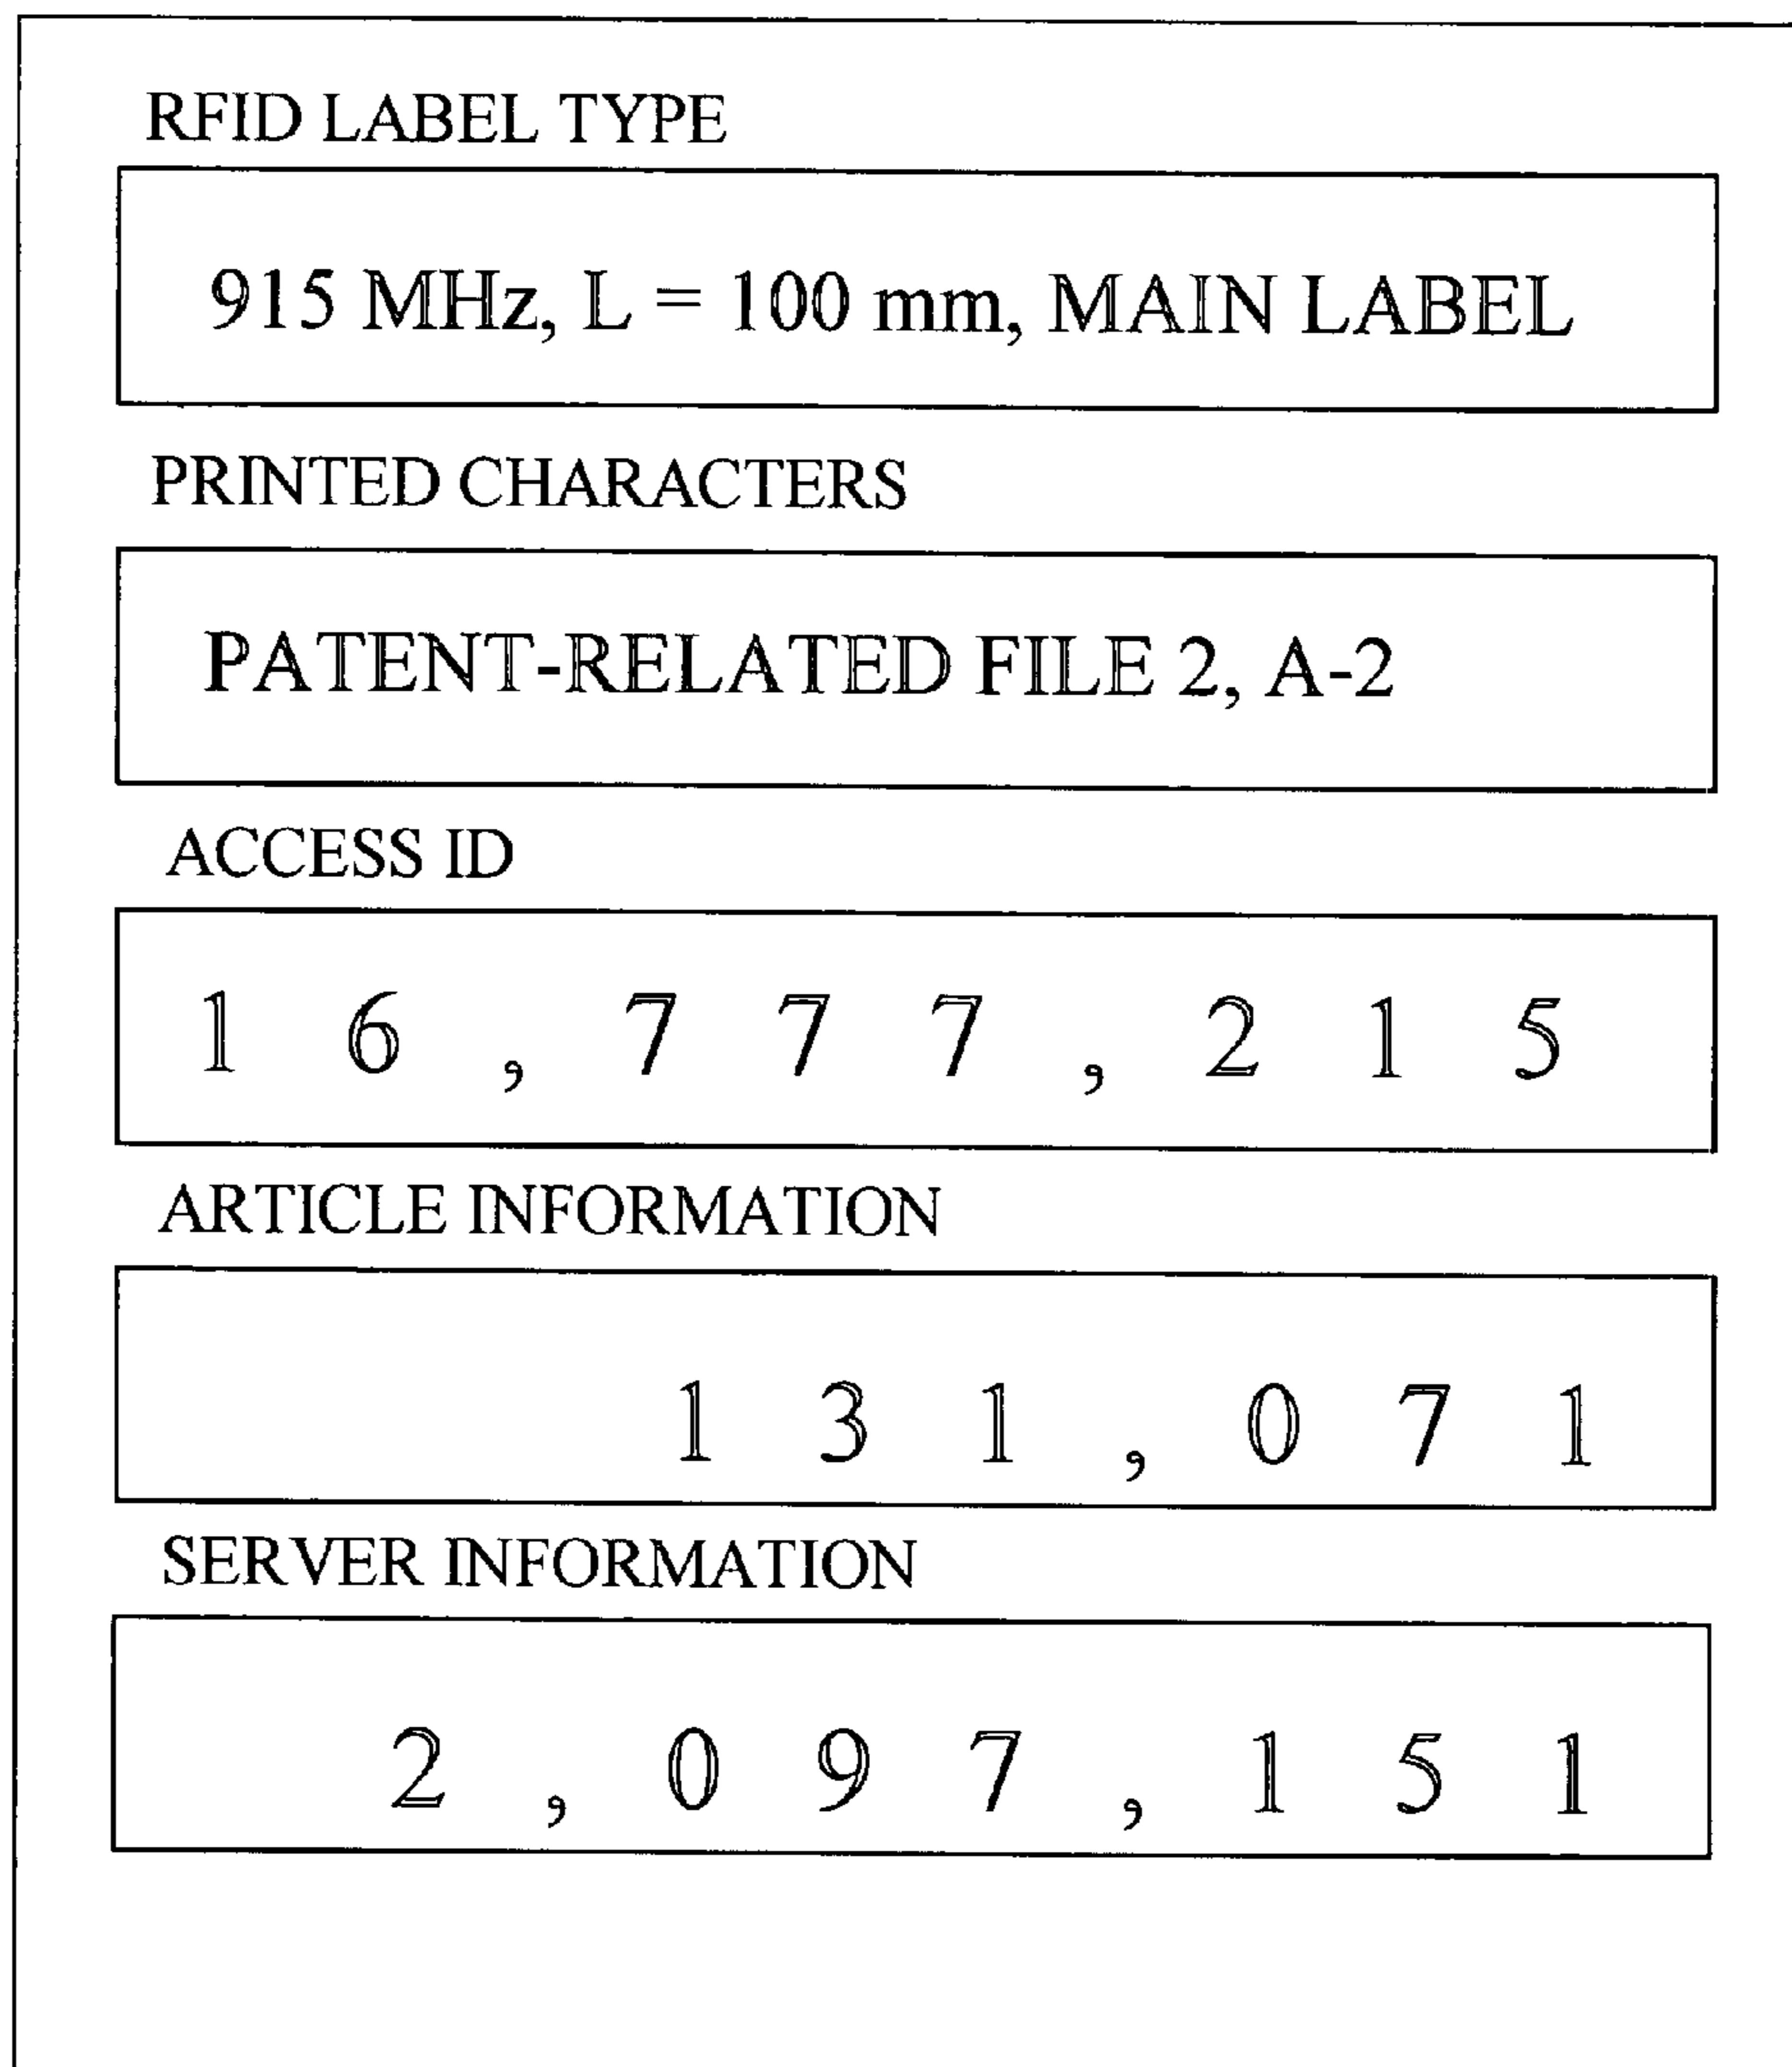 RFID LABEL TYPE
915 MHz, L = 100 mm, MAIN LABEL
PRINTED CHARACTERS
PATENT-RELATED FILE 2, A-2
ACCESS ID
1 6 , 7 7 7 , 2 1 5
ARTICLE INFORMATION
1 3 1 , 0 7 1
SERVER INFORMATION
2 , 0 9 7 , 1 5 1